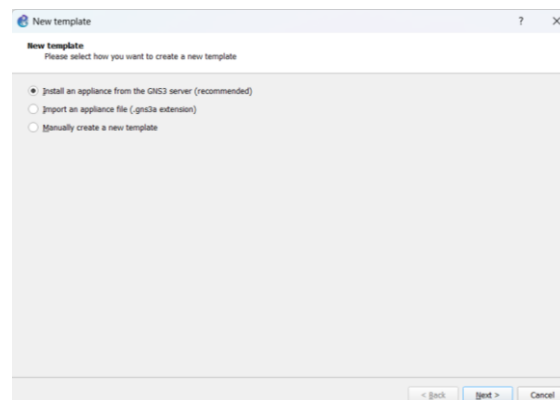 New template
New template
Please select how you want to create a new template
Install an appliance from the GNS3 server (recommended)
Import an appliance file (.gns3a extension)
Manually create a new template
< Back Next > Cancel